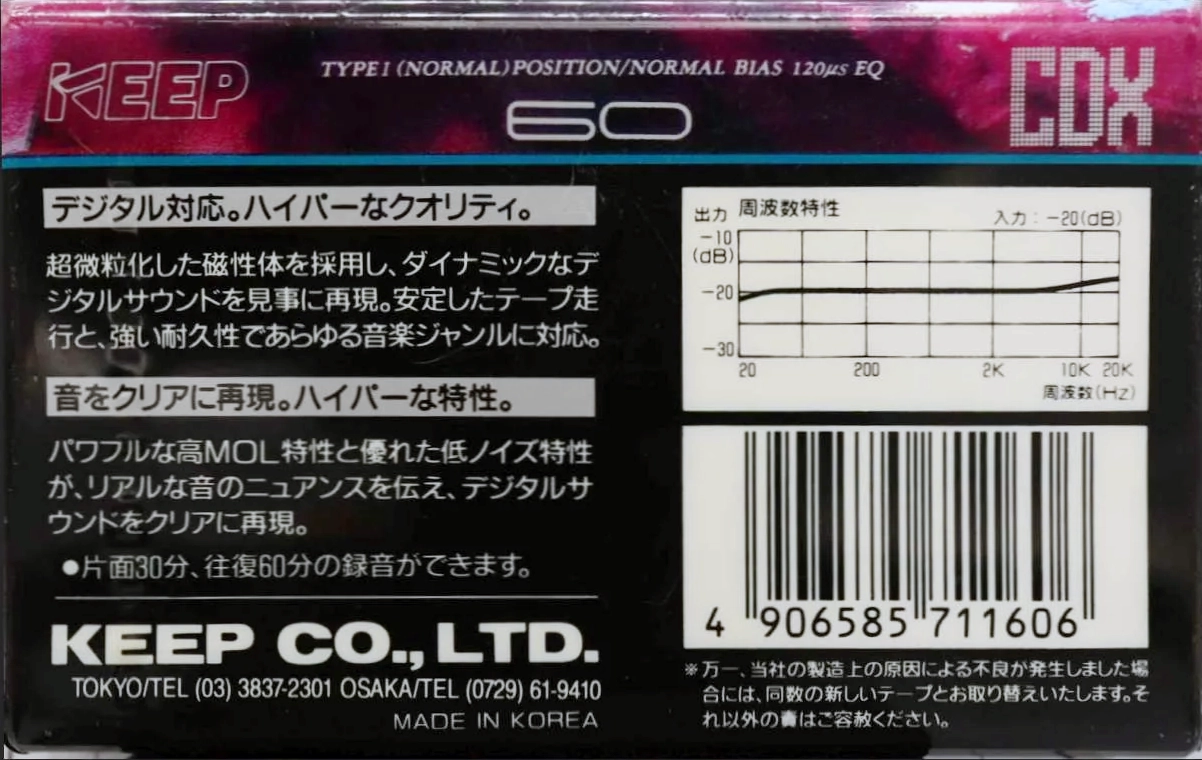 KEEP
TYPE I (NORMAL) POSITION/NORMAL BIAS 120μs EQ
60
CDX
デジタル対応。ハイパーなクオリティ。
超微粒化した磁性体を採用し、ダイナミックなデ
ジタルサウンドを見事に再現。安定したテープ走
行と、強い耐久性であらゆる音楽ジャンルに対応。
音をクリアに再現。ハイパーな特性。
パワフルな高MOL特性と優れた低ノイズ特性
が、リアルな音のニュアンスを伝え、デジタルサ
ウンドをクリアに再現。
●片面30分、往復60分の録音ができます。
KEEP CO., LTD.
TOKYO/TEL (03) 3837-2301 OSAKA/TEL (0729) 61-9410
MADE IN KOREA
出力 周波数特性 入力:-20(dB)
-10
(dB)
-20
-30
20 200 2K 10K 20K
周波数(Hz)
4 906585 711606
※万一、当社の製造上の原因による不良が発生しました場
合には、同数の新しいテープとお取り替えいたします。そ
れ以外の責はご容赦ください。